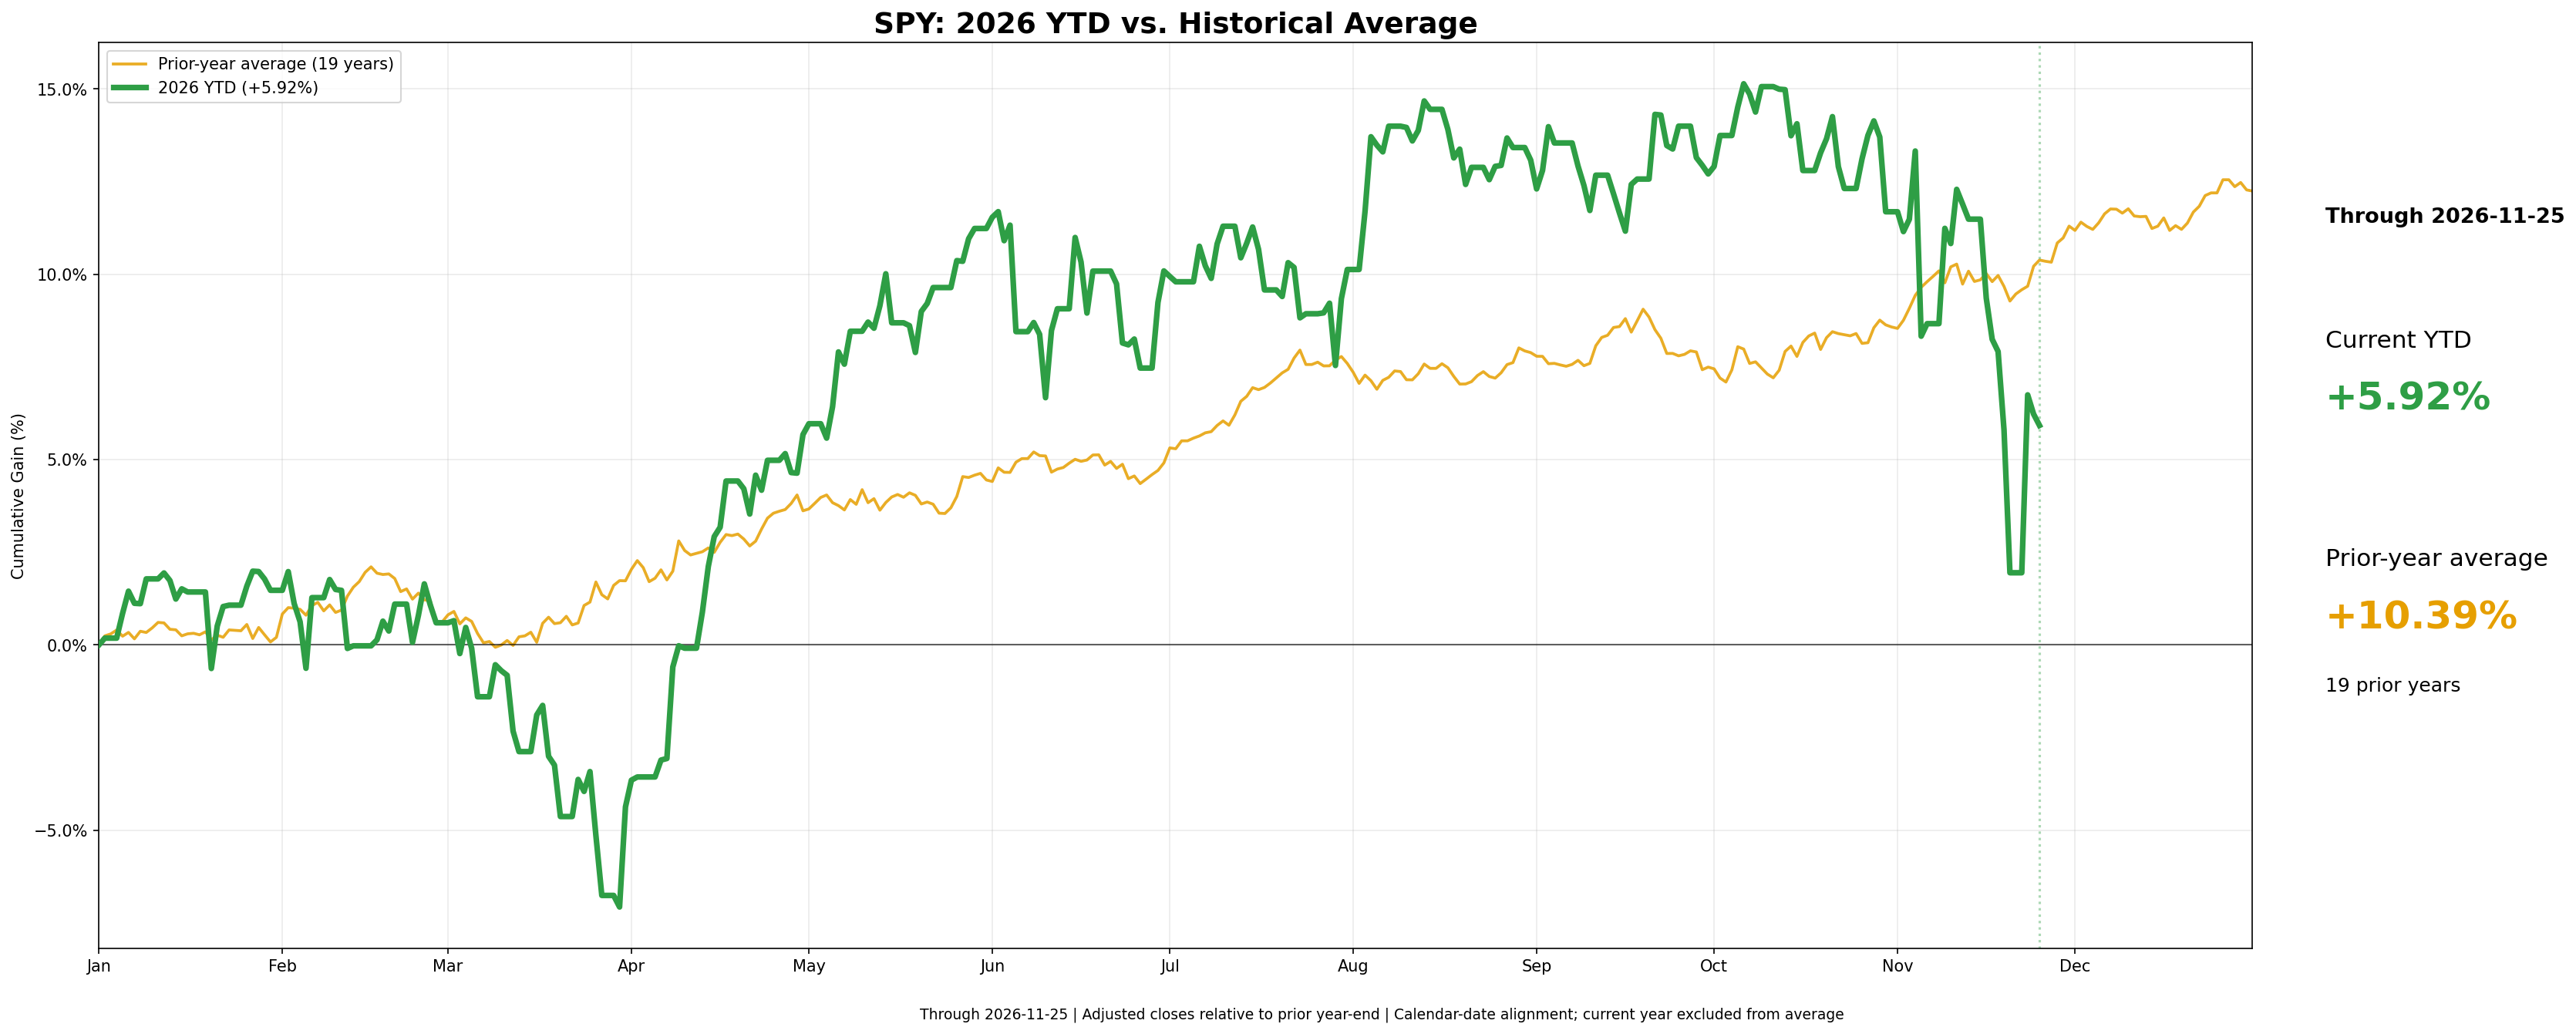 SPY: 2026 YTD vs. Historical Average
Prior-year average (19 years)
2026 YTD (+5.92%)
Cumulative Gain (%)
15.0%
10.0%
5.0%
0.0%
−5.0%
Jan Feb Mar Apr May Jun Jul Aug Sep Oct Nov Dec
Through 2026-11-25
Current YTD
+5.92%
Prior-year average
+10.39%
19 prior years
Through 2026-11-25 | Adjusted closes relative to prior year-end | Calendar-date alignment; current year excluded from average